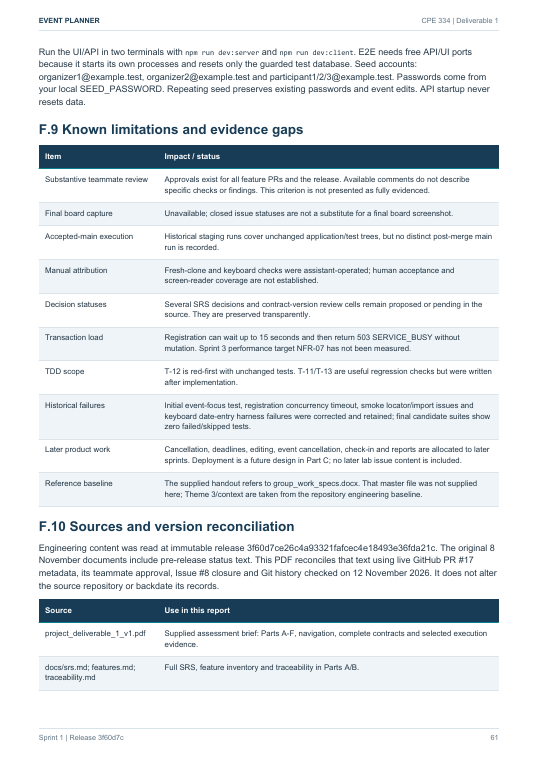 EVENT PLANNER
CPE 334 | Deliverable 1
Run the UI/API in two terminals with npm run dev:server and npm run dev:client. E2E needs free API/UI ports
because it starts its own processes and resets only the guarded test database. Seed accounts:
organizer1@example.test, organizer2@example.test and participant1/2/3@example.test. Passwords come from
your local SEED_PASSWORD. Repeating seed preserves existing passwords and event edits. API startup never
resets data.
F.9 Known limitations and evidence gaps
Item
Impact / status
Substantive teammate review
Approvals exist for all feature PRs and the release. Available comments do not describe
specific checks or findings. This criterion is not presented as fully evidenced.
Final board capture
Unavailable; closed issue statuses are not a substitute for a final board screenshot.
Accepted-main execution
Historical staging runs cover unchanged application/test trees, but no distinct post-merge main
run is recorded.
Manual attribution
Fresh-clone and keyboard checks were assistant-operated; human acceptance and
screen-reader coverage are not established.
Decision statuses
Several SRS decisions and contract-version review cells remain proposed or pending in the
source. They are preserved transparently.
Transaction load
Registration can wait up to 15 seconds and then return 503 SERVICE_BUSY without
mutation. Sprint 3 performance target NFR-07 has not been measured.
TDD scope
T-12 is red-first with unchanged tests. T-11/T-13 are useful regression checks but were written
after implementation.
Historical failures
Initial event-focus test, registration concurrency timeout, smoke locator/import issues and
keyboard date-entry harness failures were corrected and retained; final candidate suites show
zero failed/skipped tests.
Later product work
Cancellation, deadlines, editing, event cancellation, check-in and reports are allocated to later
sprints. Deployment is a future design in Part C; no later lab issue content is included.
Reference baseline
The supplied handout refers to group_work_specs.docx. That master file was not supplied
here; Theme 3/context are taken from the repository engineering baseline.
F.10 Sources and version reconciliation
Engineering content was read at immutable release 3f60d7ce26c4a93321fafcec4e18493e36fda21c. The original 8
November documents include pre-release status text. This PDF reconciles that text using live GitHub PR #17
metadata, its teammate approval, Issue #8 closure and Git history checked on 12 November 2026. It does not alter
the source repository or backdate its records.
Source
Use in this report
project_deliverable_1_v1.pdf
Supplied assessment brief: Parts A-F, navigation, complete contracts and selected execution
evidence.
docs/srs.md; features.md;
traceability.md
Full SRS, feature inventory and traceability in Parts A/B.
Sprint 1 | Release 3f60d7c
61